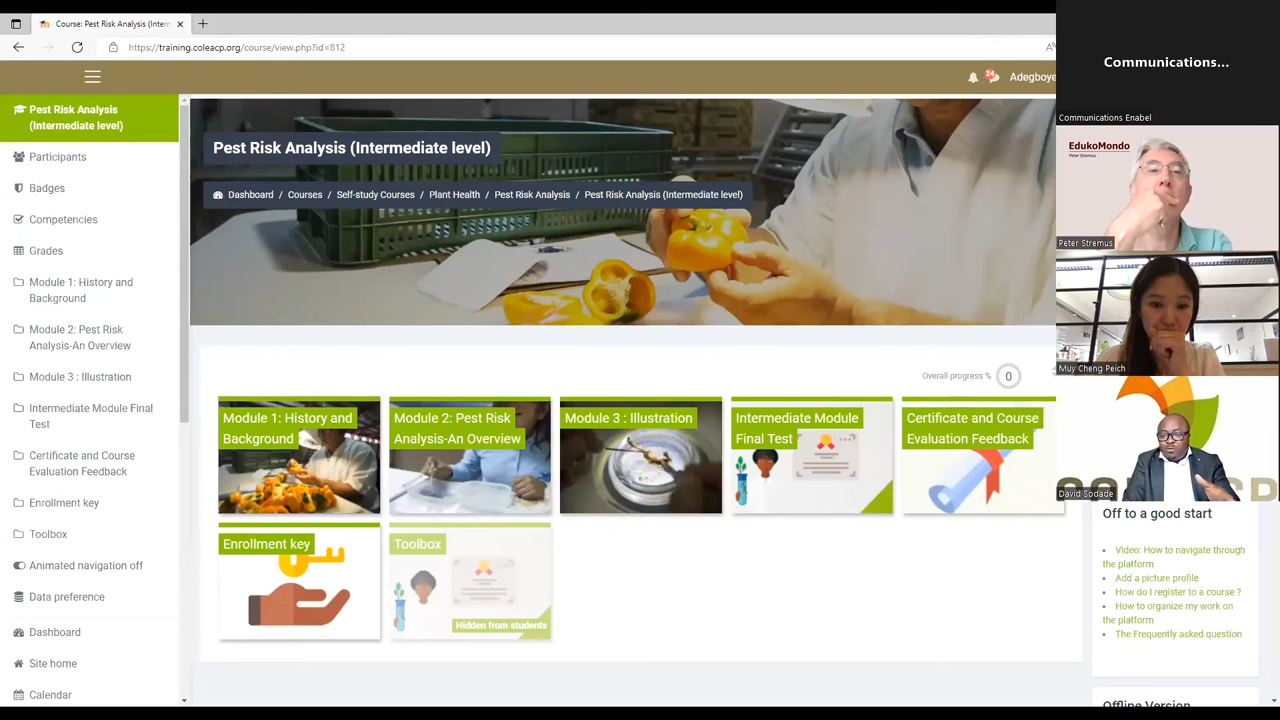 Course: Pest Risk Analysis (Intern
https://training.coleacp.org/course/view.php?id=812
24
Adegboye
Pest Risk Analysis
(Intermediate level)
Participants
Badges
Competencies
Grades
Module 1: History and
Background
Module 2: Pest Risk
Analysis-An Overview
Module 3 : Illustration
Intermediate Module Final
Test
Certificate and Course
Evaluation Feedback
Enrollment key
Toolbox
Animated navigation off
Data preference
Dashboard
Site home
Calendar
Pest Risk Analysis (Intermediate level)
Dashboard / Courses / Self-study Courses / Plant Health / Pest Risk Analysis / Pest Risk Analysis (Intermediate level)
Overall progress % 0
Module 1: History and
Background
Module 2: Pest Risk
Analysis-An Overview
Module 3 : Illustration
Intermediate Module
Final Test
Certificate and Course
Evaluation Feedback
Enrollment key
Toolbox
Hidden from students
Communications...
Communications Enabel
EdukoMondo
Peter Stremus
Peter Stremus
Muy Cheng Peich
David Sodade
Off to a good start
Video: How to navigate through
the platform
Add a picture profile
How do I register to a course ?
How to organize my work on
the platform
The Frequently asked question
Offline Version